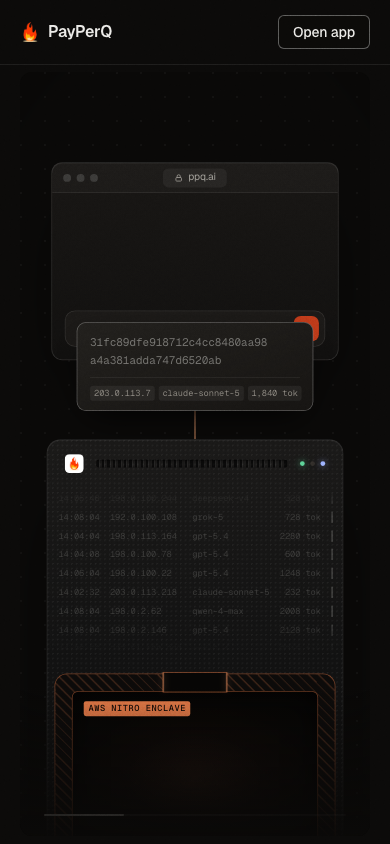 PayPerQ
Open app
ppq.ai
31fc89dfe918712c4cc8480aa98
a4a381adda747d6520ab
203.0.113.7 claude-sonnet-5 1,840 tok
14:08:04 192.0.100.108 grok-5 728 tok
14:04:04 198.0.113.164 gpt-5.4 2280 tok
14:04:08 198.0.100.78 gpt-5.4 600 tok
14:06:04 198.0.100.22 gpt-5.4 1248 tok
14:02:32 203.0.113.218 claude-sonnet-5 232 tok
14:08:04 198.0.2.62 qwen-4-max 2008 tok
14:08:04 198.0.2.146 gpt-5.4 2128 tok
AWS NITRO ENCLAVE